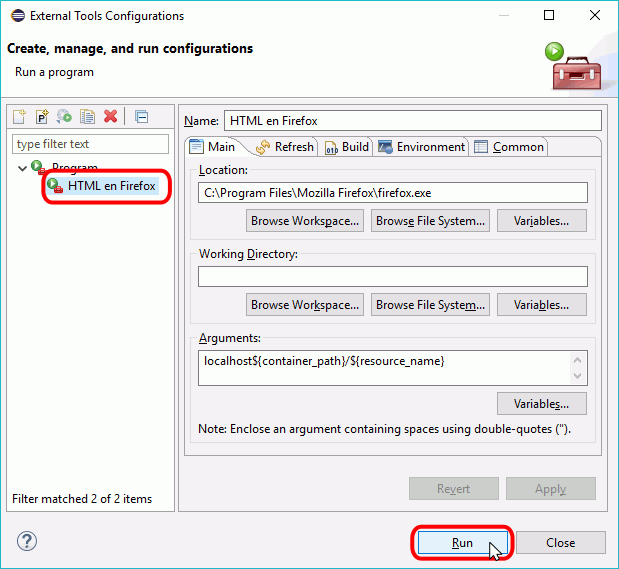 External Tools Configurations
Create, manage, and run configurations
Run a program
type filter text
Program
HTML en Firefox
Filter matched 2 of 2 items
Name: HTML en Firefox
Main Refresh Build Environment Common
Location:
C:\Program Files\Mozilla Firefox\firefox.exe
Browse Workspace... Browse File System... Variables...
Working Directory:
Browse Workspace... Browse File System... Variables...
Arguments:
localhost${container_path}/${resource_name}
Variables...
Note: Enclose an argument containing spaces using double-quotes (").
Revert Apply
Run Close